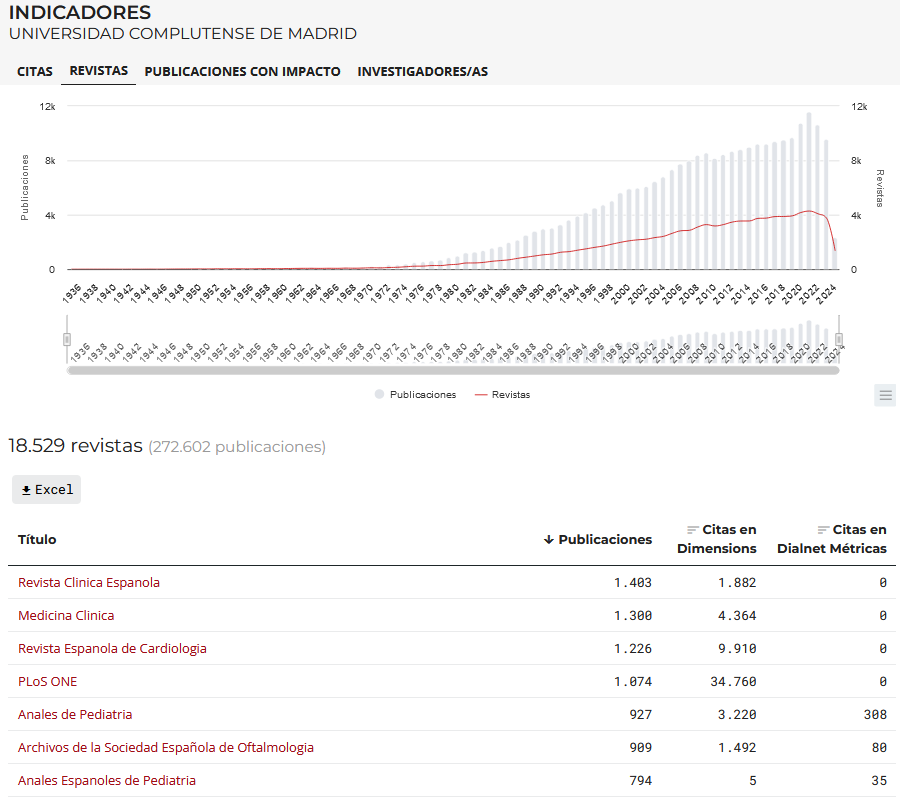 INDICADORES
UNIVERSIDAD COMPLUTENSE DE MADRID
CITAS REVISTAS PUBLICACIONES CON IMPACTO INVESTIGADORES/AS
12k 12k
8k 8k
4k 4k
0 0
Publicaciones
Revistas
1936 1938 1940 1942 1944 1946 1948 1950 1952 1954 1956 1958 1960 1962 1964 1966 1968 1970 1972 1974 1976 1978 1980 1982 1984 1986 1988 1990 1992 1994 1996 1998 2000 2002 2004 2006 2008 2010 2012 2014 2016 2018 2020 2022 2024
1936 1938 1940 1942 1944 1946 1948 1950 1952 1954 1956 1958 1960 1962 1964 1966 1968 1970 1972 1974 1976 1978 1980 1982 1984 1986 1988 1990 1992 1994 1996 1998 2000 2002 2004 2006 2008 2010 2012 2014 2016 2018 2020 2022 2024
Publicaciones Revistas
18.529 revistas (272.602 publicaciones)
Excel
Título Publicaciones Citas en Dimensions Citas en Dialnet Métricas
Revista Clinica Espanola 1.403 1.882 0
Medicina Clinica 1.300 4.364 0
Revista Espanola de Cardiologia 1.226 9.910 0
PLoS ONE 1.074 34.760 0
Anales de Pediatria 927 3.220 308
Archivos de la Sociedad Española de Oftalmologia 909 1.492 80
Anales Espanoles de Pediatria 794 5 35